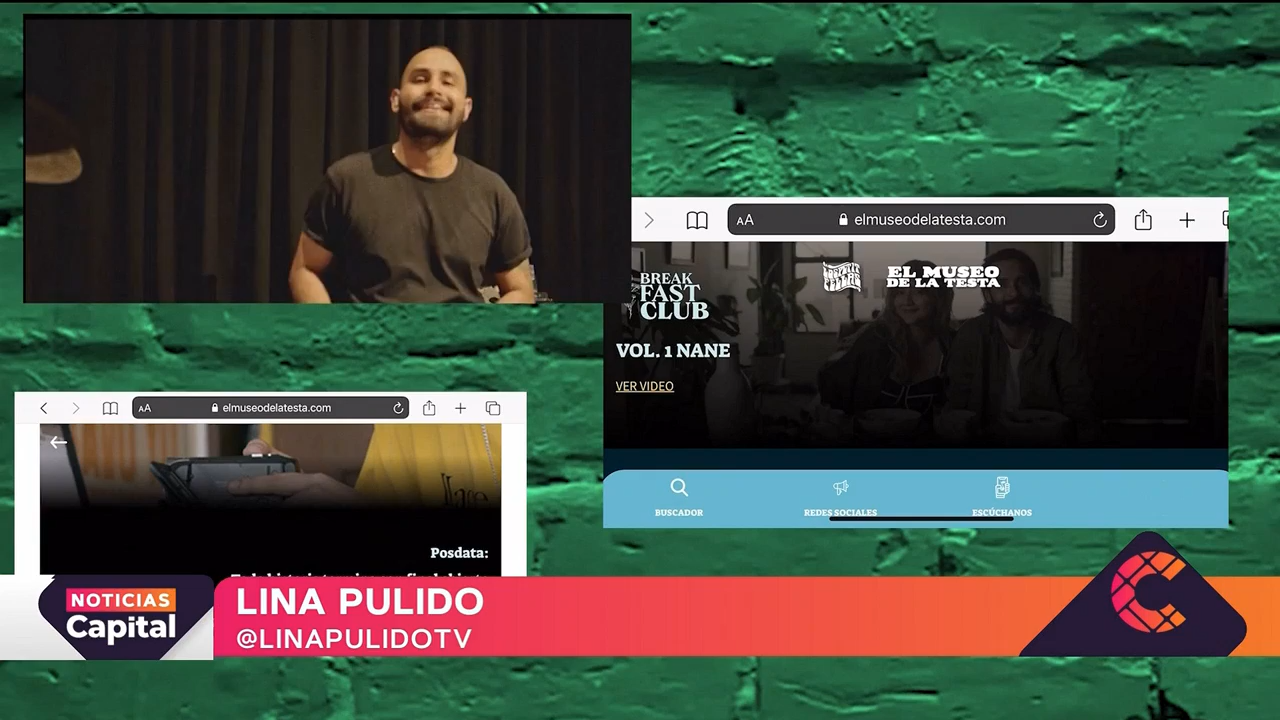 AA
elmuseodelatesta.com
BREAK
FAST
CLUB
EL MUSEO
DE LA TESTA
VOL. 1 NANE
VER VIDEO
BUSCADOR
REDES SOCIALES
ESCÚCHANOS
AA
elmuseodelatesta.com
Posdata:
NOTICIAS
Capital
LINA PULIDO
@LINAPULIDOTV